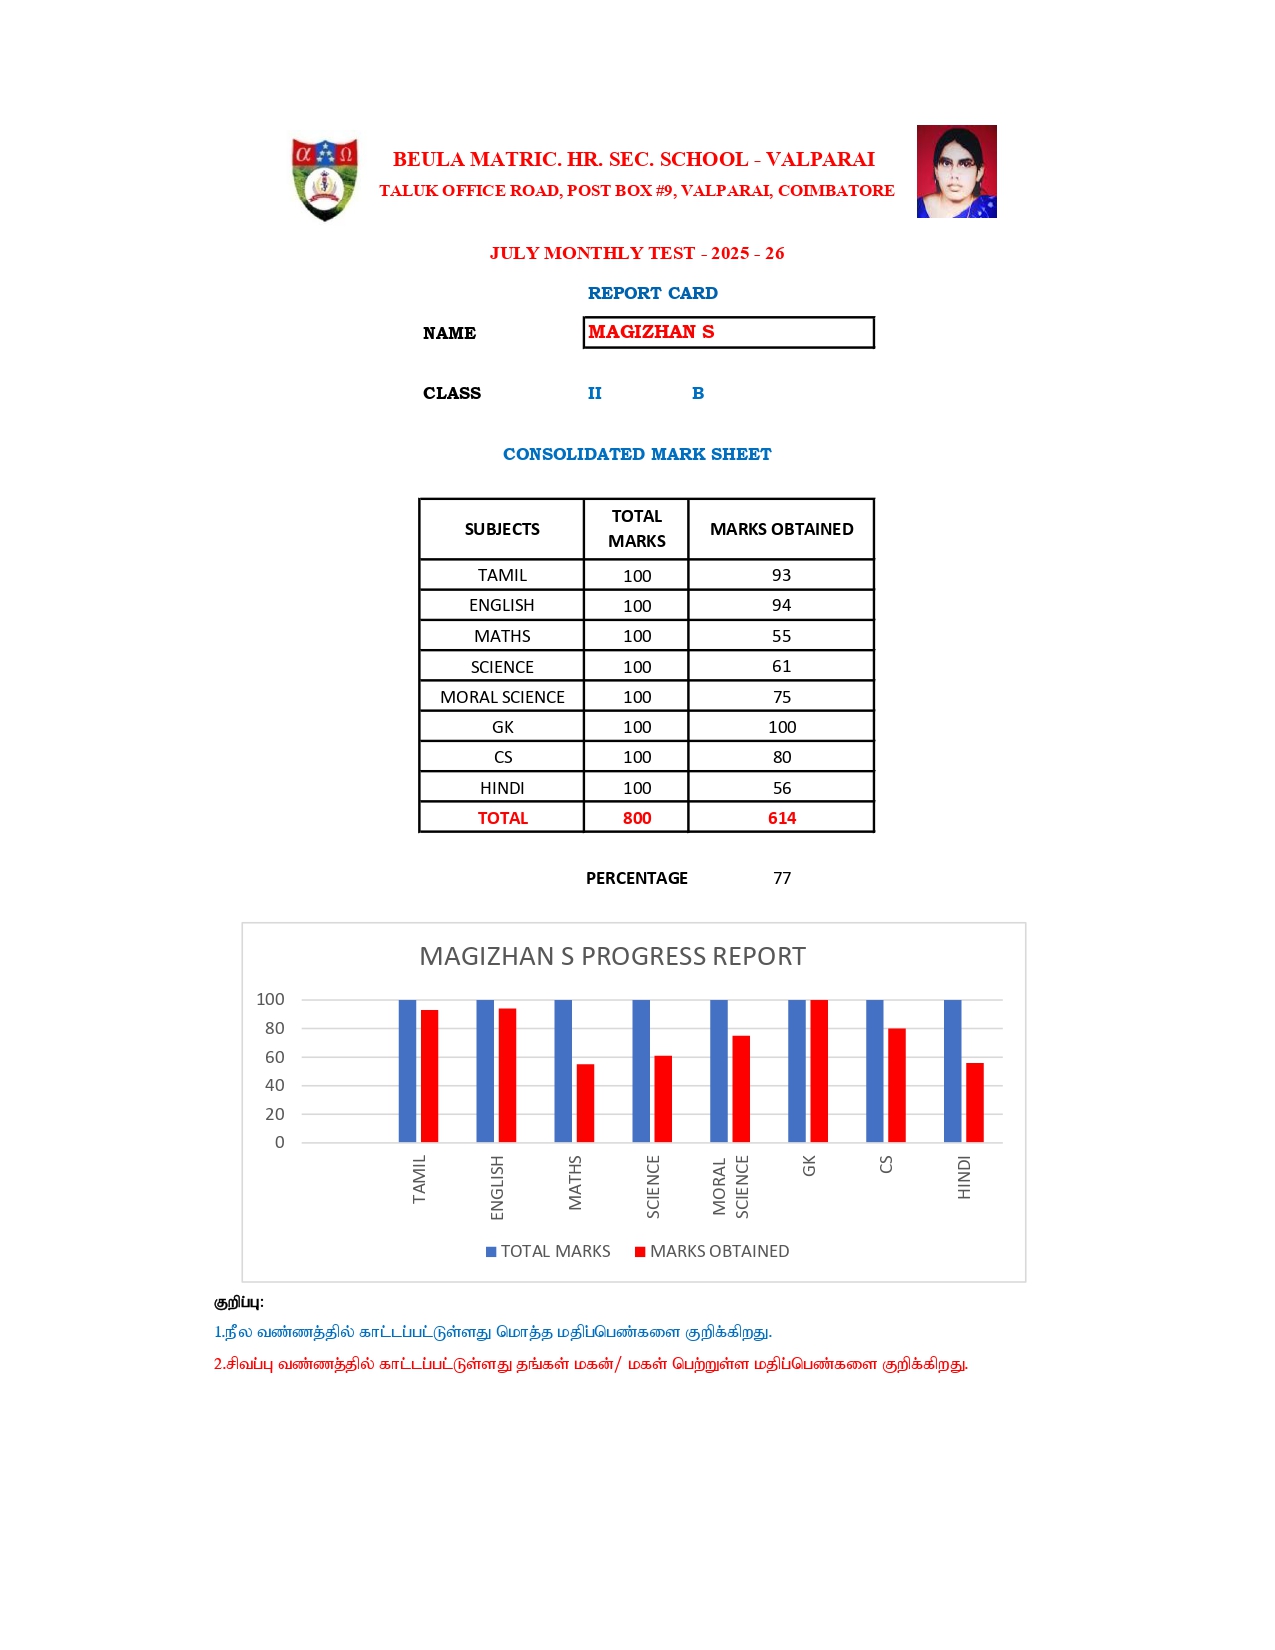 α Ω
BEULA MATRIC. HR. SEC. SCHOOL - VALPARAI
TALUK OFFICE ROAD, POST BOX #9, VALPARAI, COIMBATORE
JULY MONTHLY TEST - 2025 - 26
REPORT CARD
NAME MAGIZHAN S
CLASS II B
CONSOLIDATED MARK SHEET
SUBJECTS TOTAL MARKS MARKS OBTAINED
TAMIL 100 93
ENGLISH 100 94
MATHS 100 55
SCIENCE 100 61
MORAL SCIENCE 100 75
GK 100 100
CS 100 80
HINDI 100 56
TOTAL 800 614
PERCENTAGE 77
MAGIZHAN S PROGRESS REPORT
100
80
60
40
20
0
TAMIL ENGLISH MATHS SCIENCE MORAL SCIENCE GK CS HINDI
TOTAL MARKS MARKS OBTAINED
குறிப்பு:
1.நீல வண்ணத்தில் காட்டப்பட்டுள்ளது மொத்த மதிப்பெண்களை குறிக்கிறது.
2.சிவப்பு வண்ணத்தில் காட்டப்பட்டுள்ளது தங்கள் மகன்/ மகள் பெற்றுள்ள மதிப்பெண்களை குறிக்கிறது.